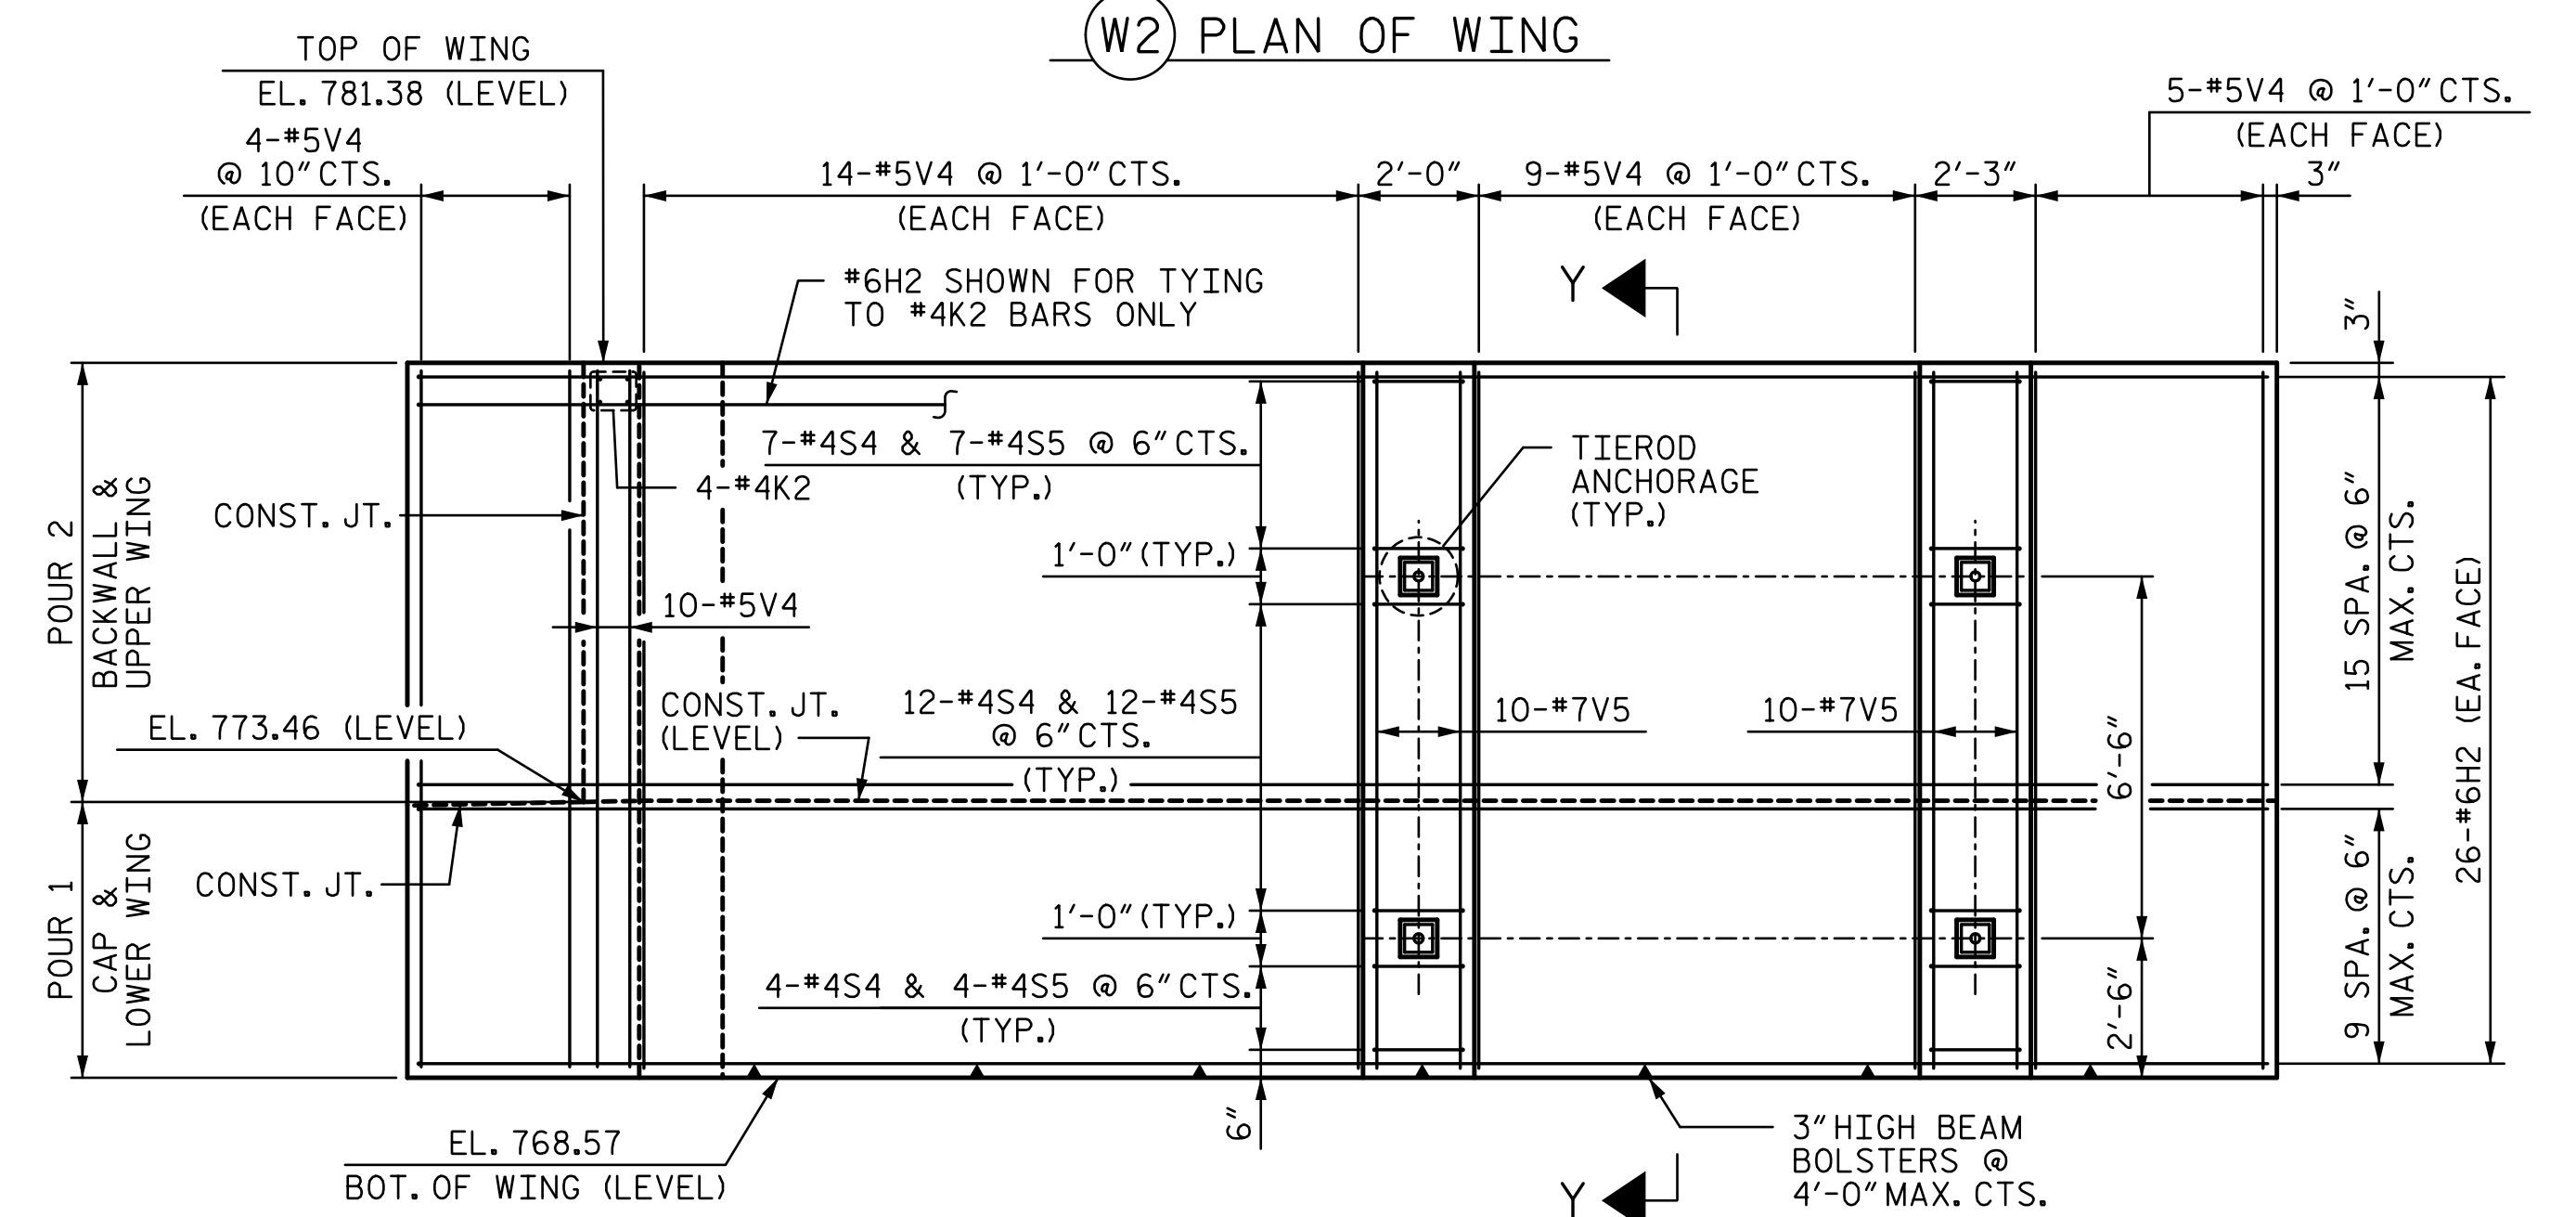 W2 PLAN OF WING
TOP OF WING
EL. 781.38 (LEVEL)
4-#5V4
@ 10" CTS.
(EACH FACE)
14-#5V4 @ 1'-0" CTS.
(EACH FACE)
2'-0"
9-#5V4 @ 1'-0" CTS.
(EACH FACE)
2'-3"
5-#5V4 @ 1'-0" CTS.
(EACH FACE)
3"
#6H2 SHOWN FOR TYING
TO #4K2 BARS ONLY
Y
3"
7-#4S4 & 7-#4S5 @ 6" CTS.
(TYP.)
4-#4K2
TIEROD
ANCHORAGE
(TYP.)
CONST. JT.
1'-0" (TYP.)
10-#5V4
POUR 2
BACKWALL &
UPPER WING
15 SPA. @ 6"
MAX. CTS.
26-#6H2 (EA. FACE)
EL. 773.46 (LEVEL)
CONST. JT.
(LEVEL)
12-#4S4 & 12-#4S5
@ 6" CTS.
(TYP.)
10-#7V5
10-#7V5
6'-6"
CONST. JT.
POUR 1
CAP &
LOWER WING
1'-0" (TYP.)
4-#4S4 & 4-#4S5 @ 6" CTS.
(TYP.)
2'-6"
9 SPA. @ 6"
MAX. CTS.
6"
EL. 768.57
BOT. OF WING (LEVEL)
3" HIGH BEAM
BOLSTERS @
4'-0" MAX. CTS.
Y